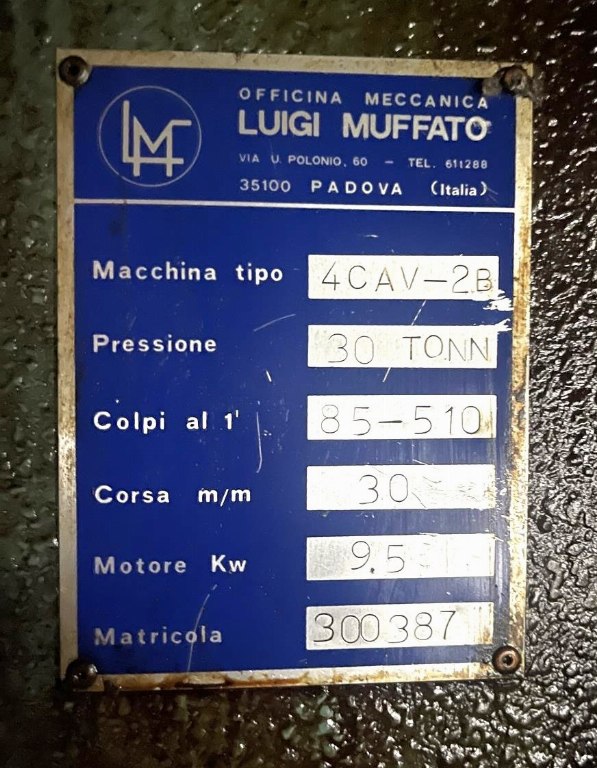 LMF
OFFICINA MECCANICA
LUIGI MUFFATO
VIA U. POLONIO, 60 – TEL. 611288
35100 PADOVA (Italia)
Macchina tipo 4CAV-2B
Pressione 30 TONN
Colpi al 1' 85-510
Corsa m/m 30
Motore Kw 9.5
Matricola 300387